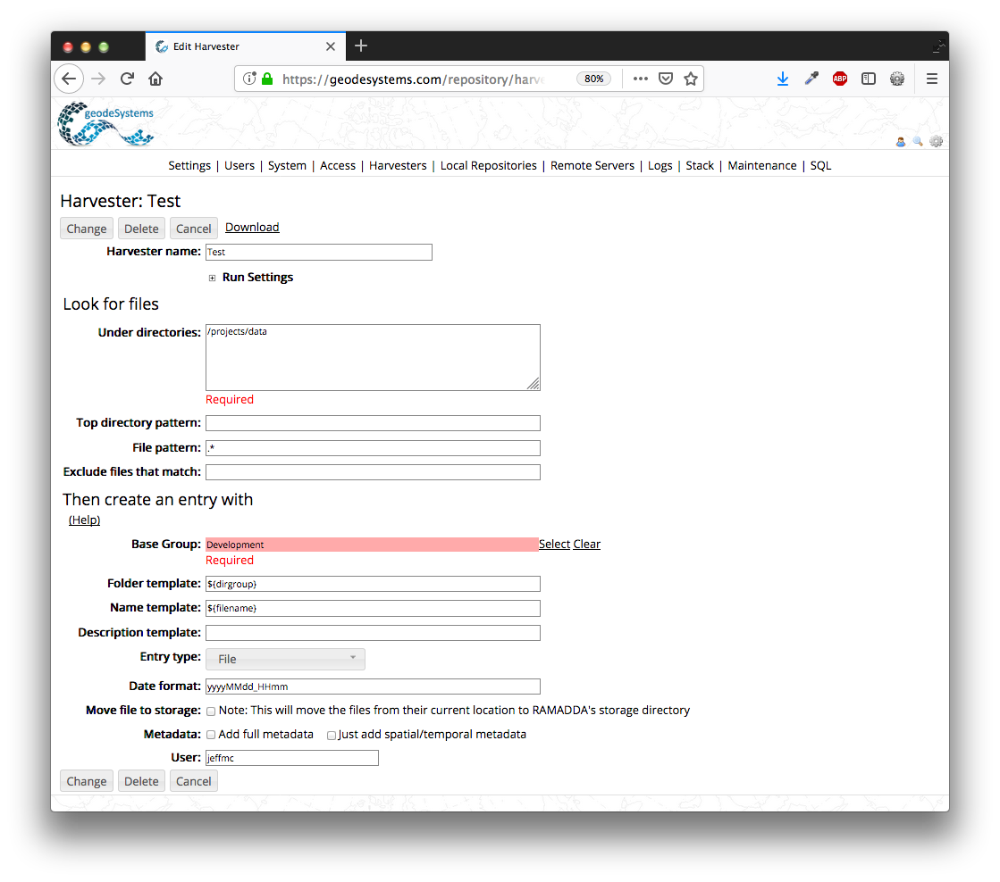 Edit Harvester
https://geodesystems.com/repository/harve
80%
ABP
geodeSystems
Settings | Users | System | Access | Harvesters | Local Repositories | Remote Servers | Logs | Stack | Maintenance | SQL
Harvester: Test
Change Delete Cancel Download
Harvester name: Test
Run Settings
Look for files
Under directories: /projects/data
Required
Top directory pattern:
File pattern: .*
Exclude files that match:
Then create an entry with
(Help)
Base Group: Development Select Clear
Required
Folder template: ${dirgroup}
Name template: ${filename}
Description template:
Entry type: File
Date format: yyyyMMdd_HHmm
Move file to storage: Note: This will move the files from their current location to RAMADDA's storage directory
Metadata: Add full metadata Just add spatial/temporal metadata
User: jeffmc
Change Delete Cancel